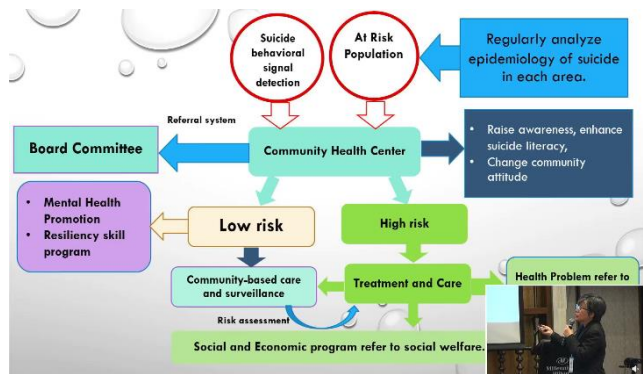 Suicide
behavioral
signal
detection
At Risk
Population
Regularly analyze
epidemiology of suicide
in each area.
Referral system
Board Committee
Community Health Center
• Raise awareness, enhance
suicide literacy,
• Change community
attitude
• Mental Health
Promotion
• Resiliency skill
program
Low risk
High risk
Community-based care
and surveillance
Treatment and Care
Health Problem refer to
Risk assessment
Social and Economic program refer to social welfare.